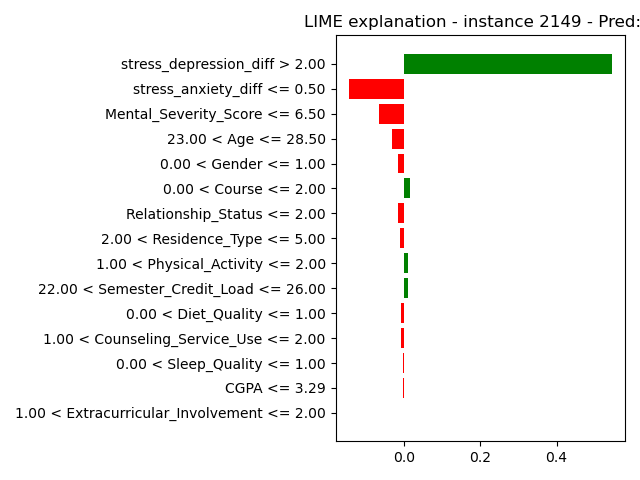 LIME explanation - instance 2149 - Pred:
stress_depression_diff > 2.00
stress_anxiety_diff <= 0.50
Mental_Severity_Score <= 6.50
23.00 < Age <= 28.50
0.00 < Gender <= 1.00
0.00 < Course <= 2.00
Relationship_Status <= 2.00
2.00 < Residence_Type <= 5.00
1.00 < Physical_Activity <= 2.00
22.00 < Semester_Credit_Load <= 26.00
0.00 < Diet_Quality <= 1.00
1.00 < Counseling_Service_Use <= 2.00
0.00 < Sleep_Quality <= 1.00
CGPA <= 3.29
1.00 < Extracurricular_Involvement <= 2.00
0.0 0.2 0.4